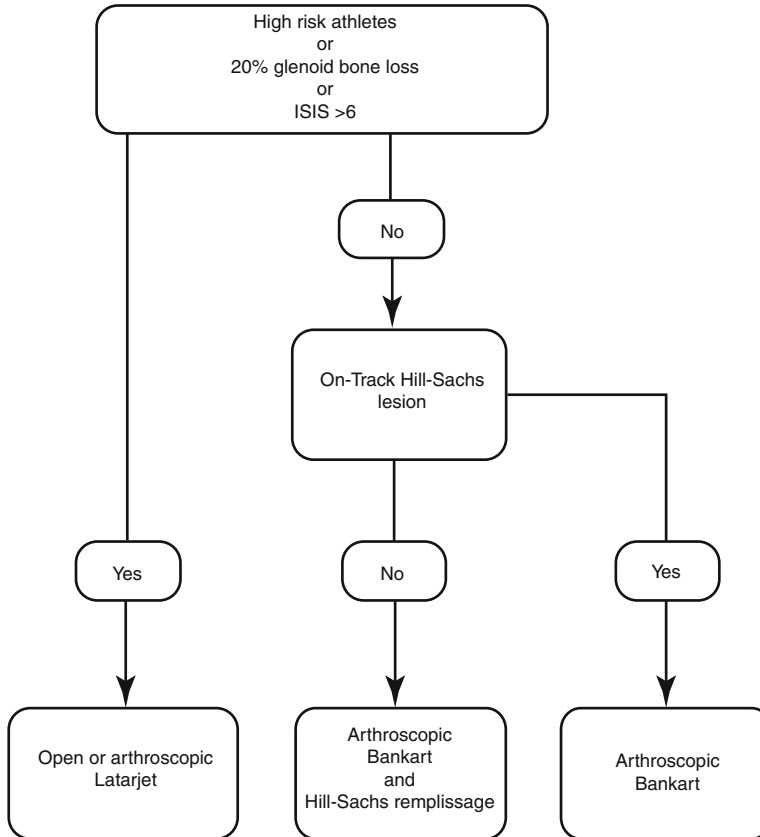 High risk athletes
or
20% glenoid bone loss
or
ISIS >6
No
On-Track Hill-Sachs
lesion
Yes
No
Yes
Open or arthroscopic
Latarjet
Arthroscopic
Bankart
and
Hill-Sachs remplissage
Arthroscopic
Bankart